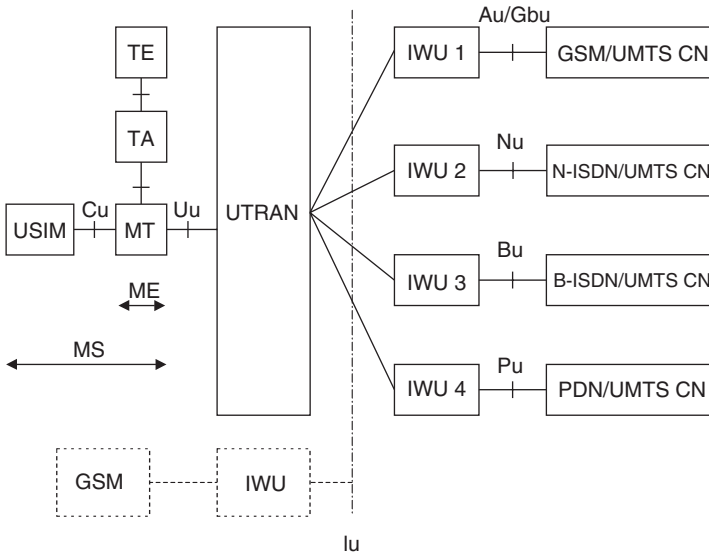 Au/Gbu
TE
IWU 1
GSM/UMTS CN
TA
Nu
IWU 2
N-ISDN/UMTS CN
Cu
Uu
UTRAN
USIM
MT
Bu
IWU 3
B-ISDN/UMTS CN
ME
MS
Pu
IWU 4
PDN/UMTS CN
GSM
IWU
Iu